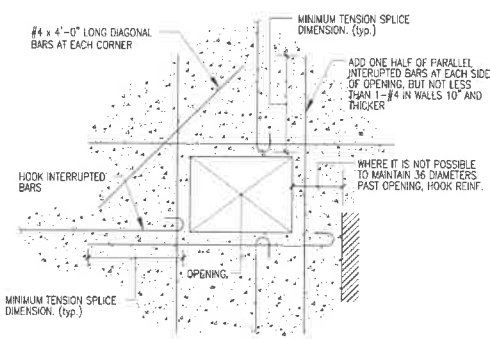 #4 x 4'-0" LONG DIAGONAL
BARS AT EACH CORNER
MINIMUM TENSION SPLICE
DIMENSION. (typ.)
ADD ONE HALF OF PARALLEL
INTERUPTED BARS AT EACH SIDE
OF OPENING, BUT NOT LESS
THAN 1-#4 IN WALLS 10" AND
THICKER
WHERE IT IS NOT POSSIBLE
TO MAINTAIN 36 DIAMETERS
PAST OPENING, HOOK REINF.
HOOK INTERRUPTED
BARS
OPENING
MINIMUM TENSION SPLICE
DIMENSION. (typ.)